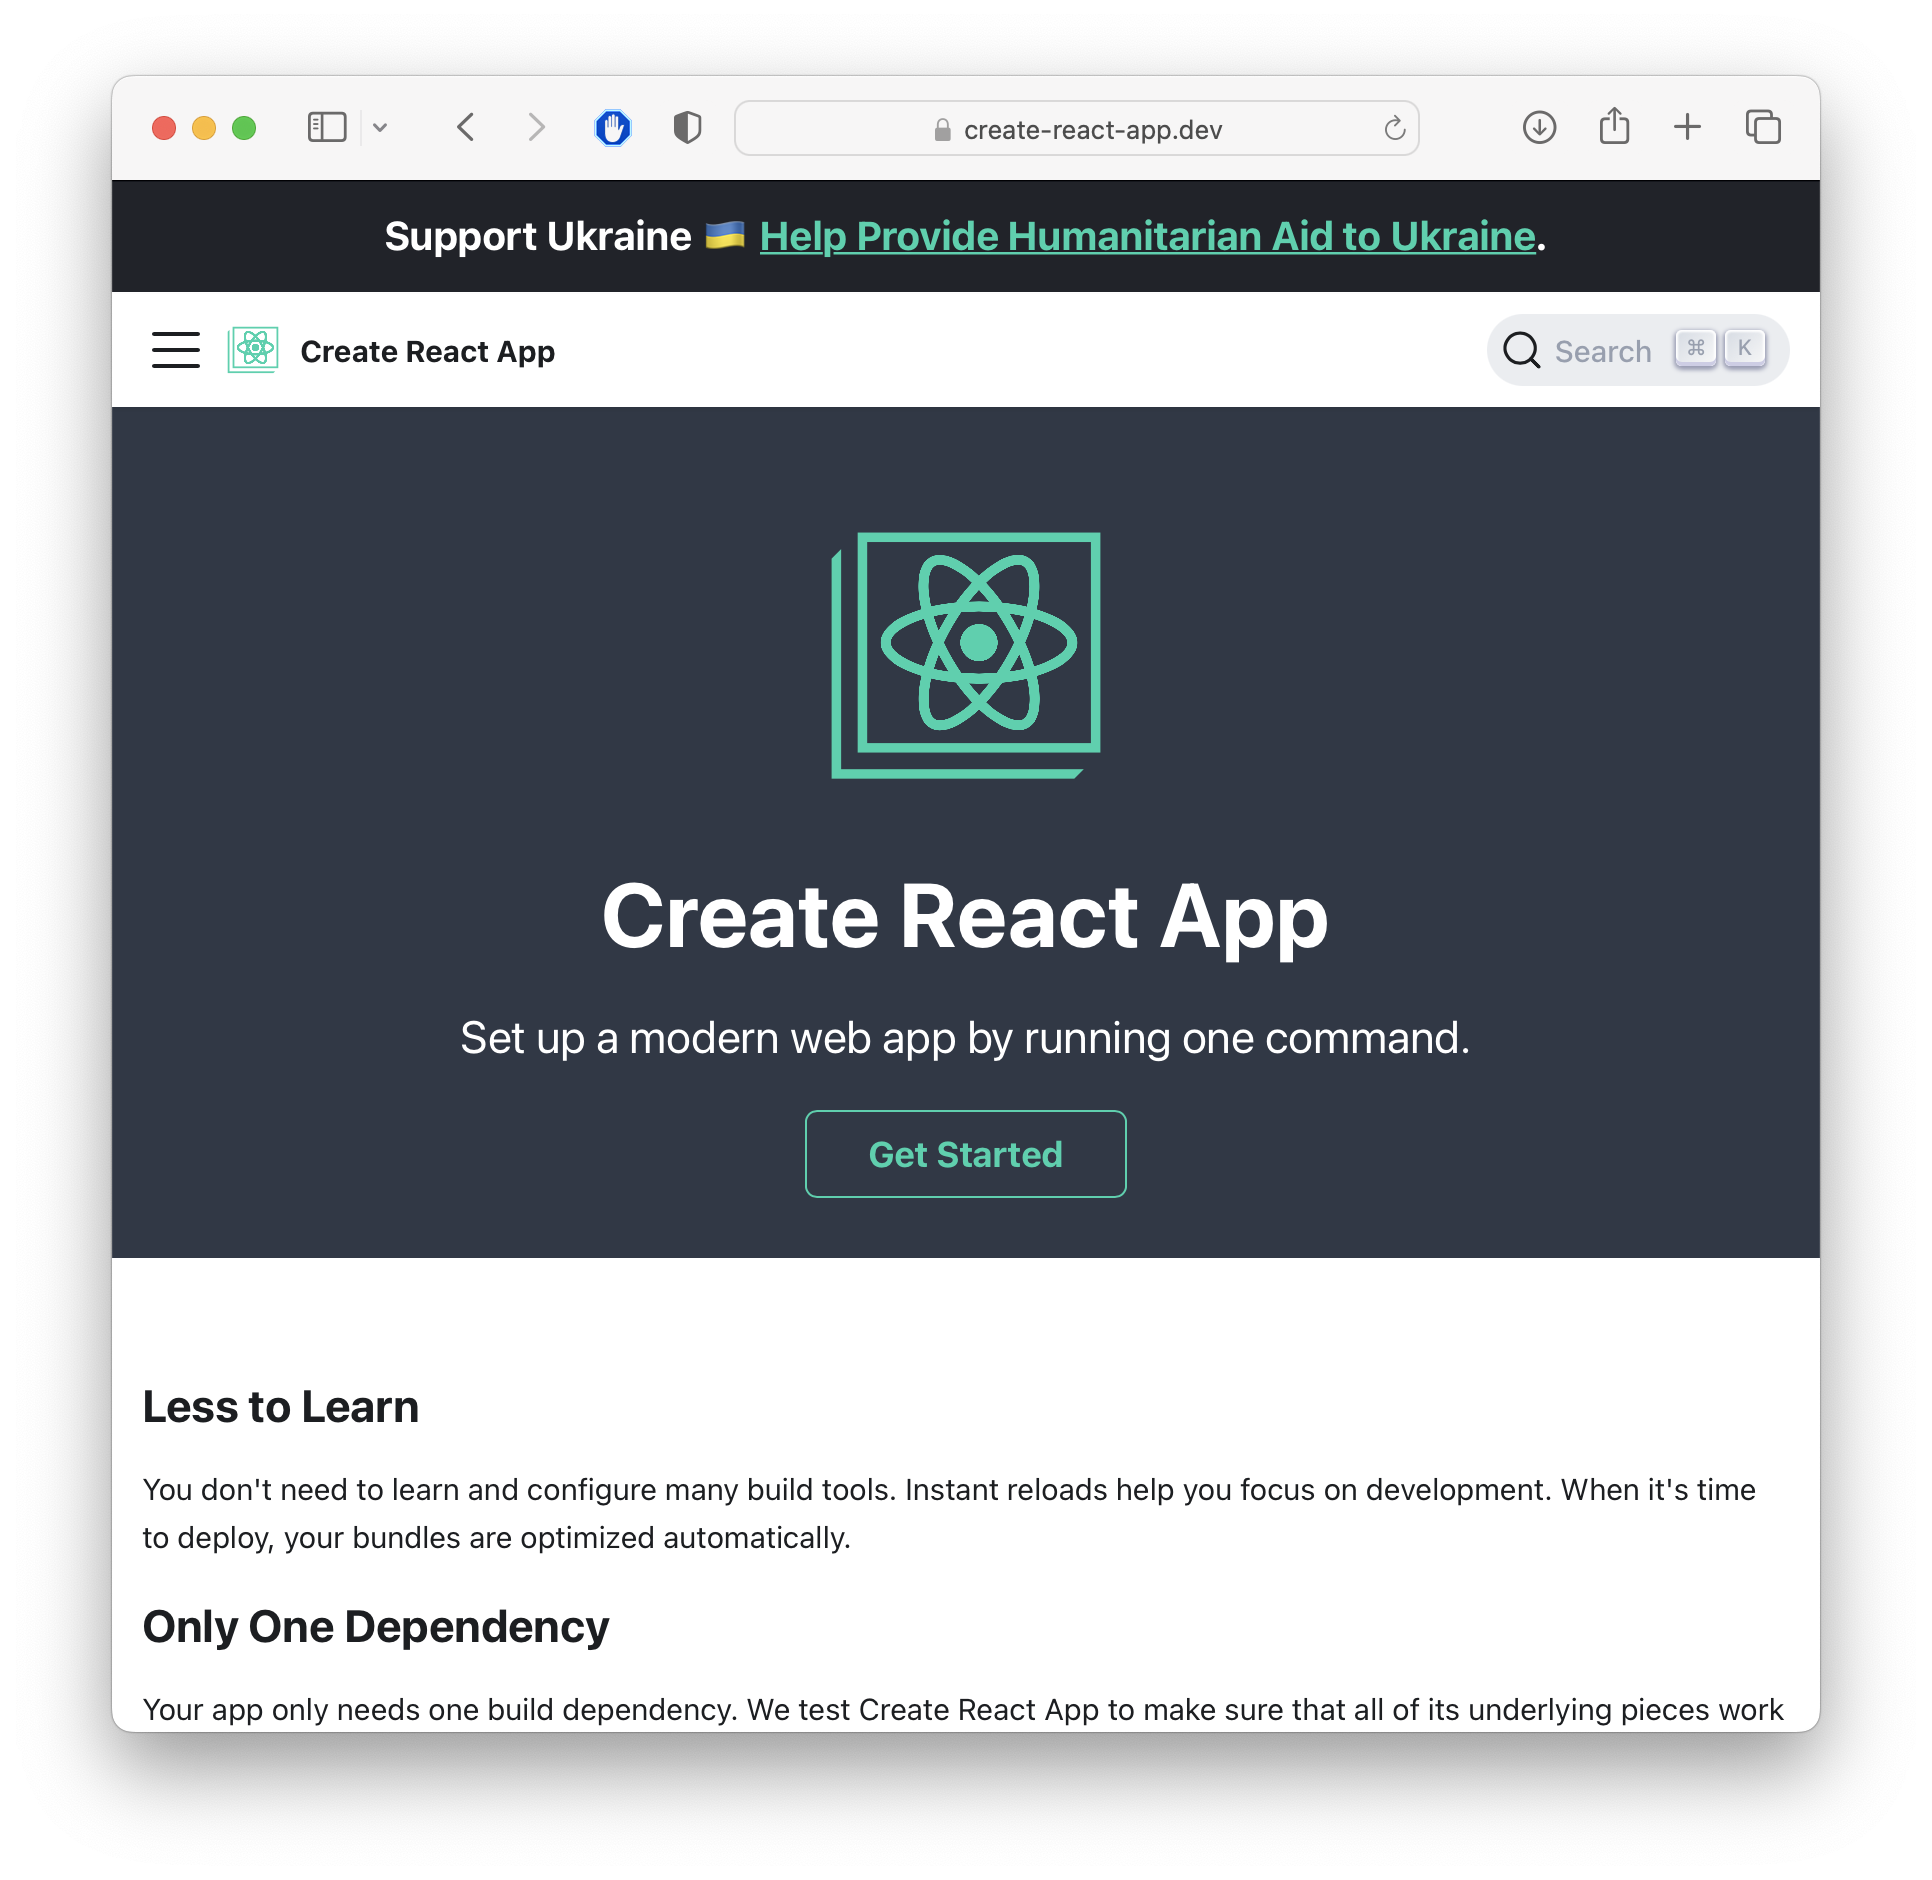 create-react-app.dev
Support Ukraine 🇺🇦 Help Provide Humanitarian Aid to Ukraine.
Create React App
Search ⌘ K
Create React App
Set up a modern web app by running one command.
Get Started
Less to Learn
You don't need to learn and configure many build tools. Instant reloads help you focus on development. When it's time
to deploy, your bundles are optimized automatically.
Only One Dependency
Your app only needs one build dependency. We test Create React App to make sure that all of its underlying pieces work